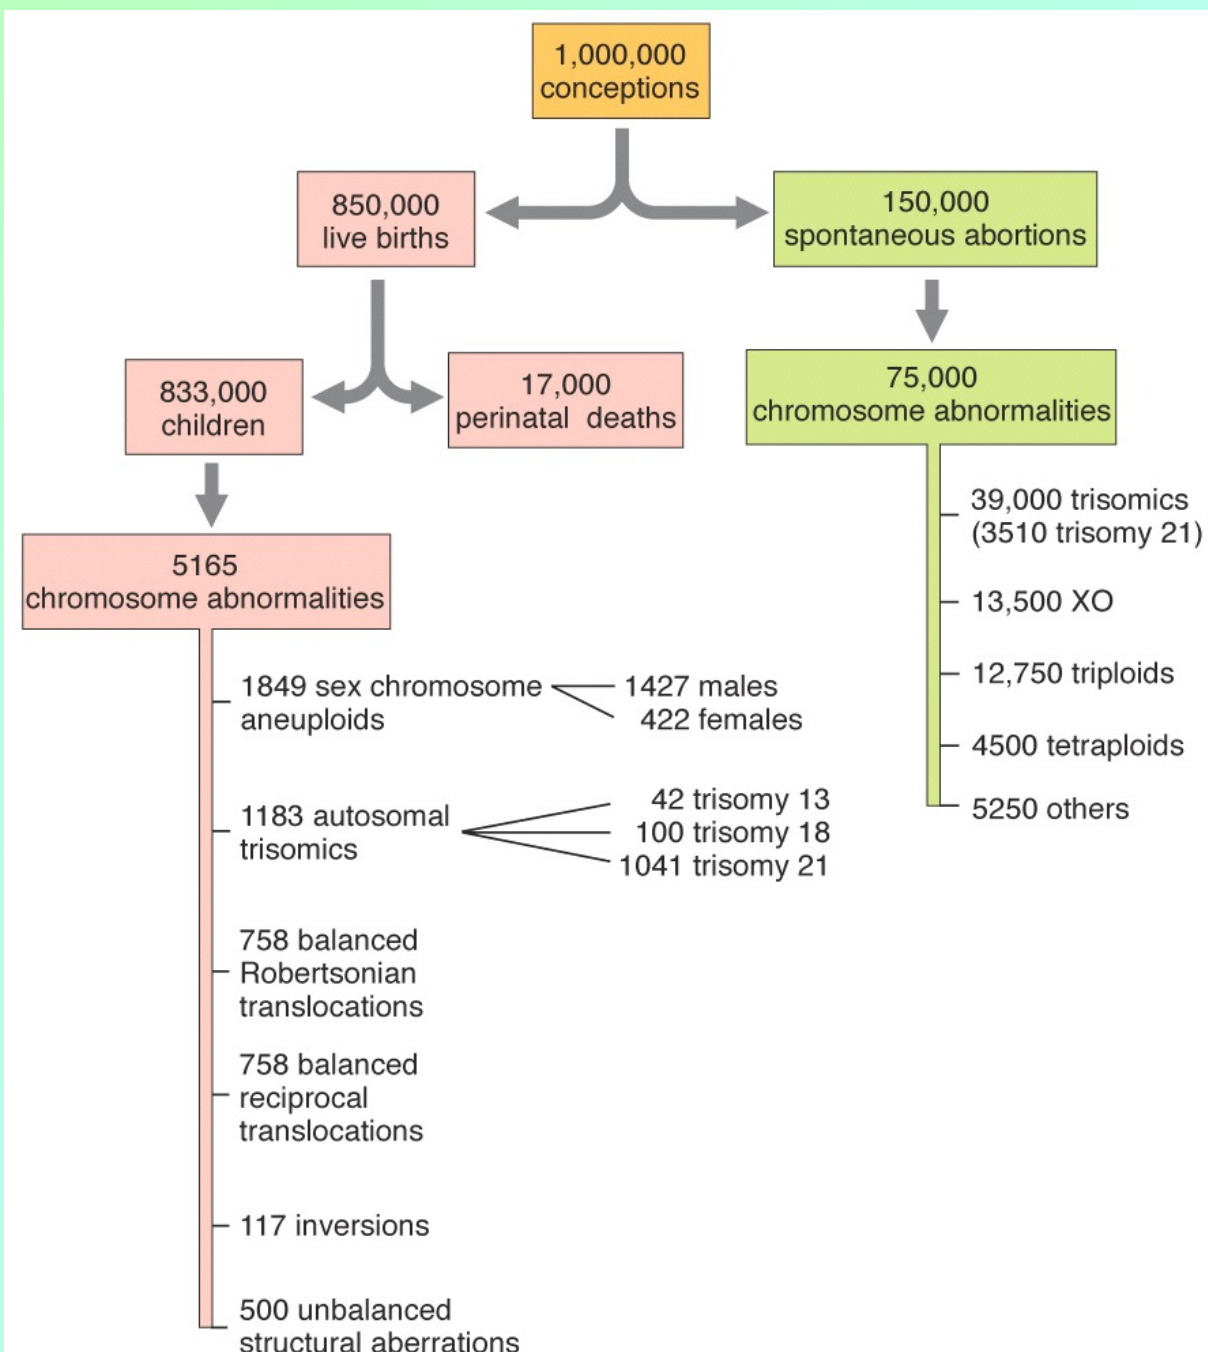 1,000,000
conceptions
850,000
live births
150,000
spontaneous abortions
833,000
children
17,000
perinatal deaths
75,000
chromosome abnormalities
39,000 trisomics
(3510 trisomy 21)
13,500 XO
12,750 triploids
4500 tetraploids
5250 others
5165
chromosome abnormalities
1849 sex chromosome
aneuploids
1427 males
422 females
1183 autosomal
trisomics
42 trisomy 13
100 trisomy 18
1041 trisomy 21
758 balanced
Robertsonian
translocations
758 balanced
reciprocal
translocations
117 inversions
500 unbalanced
structural aberrations